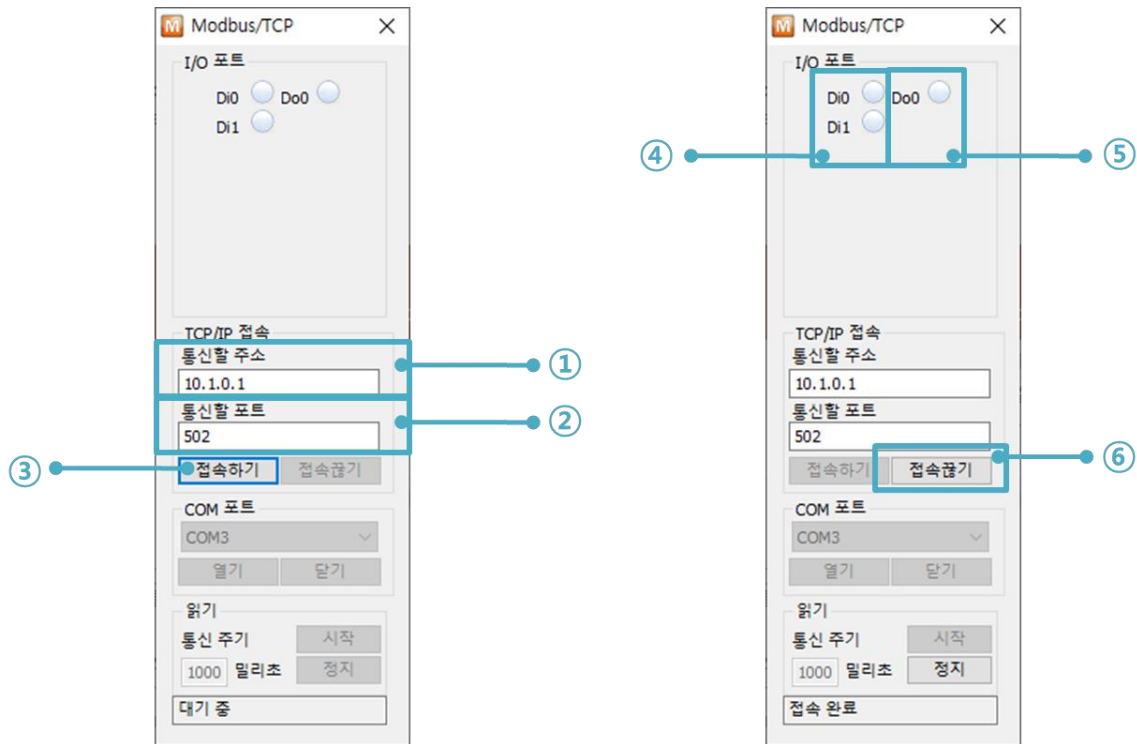 Modbus/TCP
I/O 포트
Di0 Do0
Di1
TCP/IP 접속
통신할 주소
10.1.0.1
①
통신할 포트
502
②
③
접속하기 접속끊기
COM 포트
COM3
열기 닫기
읽기
통신 주기 시작
1000 밀리초 정지
대기 중
Modbus/TCP
I/O 포트
Di0 Do0
Di1
④
⑤
TCP/IP 접속
통신할 주소
10.1.0.1
통신할 포트
502
접속하기 접속끊기
⑥
COM 포트
COM3
열기 닫기
읽기
통신 주기 시작
1000 밀리초 정지
접속 완료